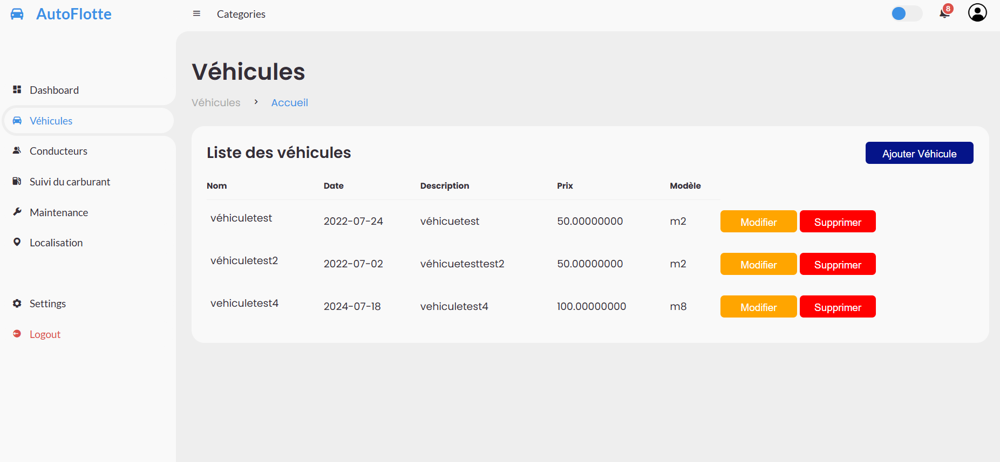 AutoFlotte
Categories
8
Dashboard
Véhicules
Conducteurs
Suivi du carburant
Maintenance
Localisation
Settings
Logout
Véhicules
Véhicules > Accueil
Liste des véhicules
Ajouter Véhicule
Nom Date Description Prix Modèle
véhiculetest 2022-07-24 véhicuetest 50.00000000 m2 Modifier Supprimer
véhiculetest2 2022-07-02 véhicuetesttest2 50.00000000 m2 Modifier Supprimer
vehiculetest4 2024-07-18 vehiculetest4 100.00000000 m8 Modifier Supprimer